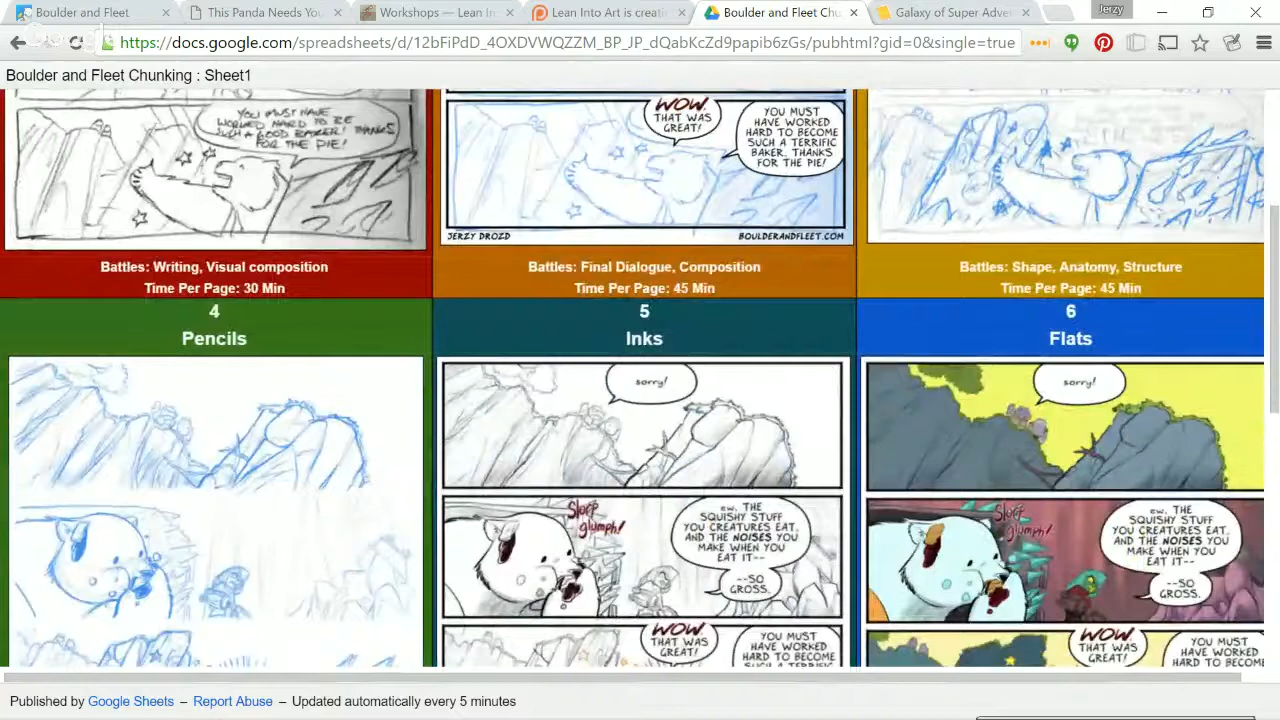 Boulder and Fleet
This Panda Needs You
Workshops — Lean In
Lean Into Art is creati
Boulder and Fleet Chu
Galaxy of Super Adve
Jerzy
https://docs.google.com/spreadsheets/d/12bFiPdD_4OXDVWQZZM_BP_JP_dQabKcZd9papib6zGs/pubhtml?gid=0&single=true
Boulder and Fleet Chunking : Sheet1
YOU MUST HAVE
WORKED HARD TO BE
SUCH A GOOD BAKER! THANKS
FOR THE PIE!
WOW.
THAT WAS
GREAT!
YOU MUST
HAVE WORKED
HARD TO BECOME
SUCH A TERRIFIC
BAKER. THANKS
FOR THE PIE!
JERZY DROZD
BOULDERANDFLEET.COM
Battles: Writing, Visual composition
Time Per Page: 30 Min
Battles: Final Dialogue, Composition
Time Per Page: 45 Min
Battles: Shape, Anatomy, Structure
Time Per Page: 45 Min
4
Pencils
5
Inks
6
Flats
sorry!
Slorp
glumph!
EW. THE
SQUISHY STUFF
YOU CREATURES EAT,
AND THE NOISES YOU
MAKE WHEN YOU
EAT IT--
--SO
GROSS.
WOW.
THAT WAS
GREAT!
YOU MUST
HAVE WORKED
HARD TO BECOME
SUCH A TERRIFIC
sorry!
Slorp
glumph!
EW. THE
SQUISHY STUFF
YOU CREATURES EAT,
AND THE NOISES YOU
MAKE WHEN YOU
EAT IT--
--SO
GROSS.
WOW.
THAT WAS
GREAT!
YOU MUST
HAVE WORKED
HARD TO BECOME
Published by Google Sheets – Report Abuse – Updated automatically every 5 minutes